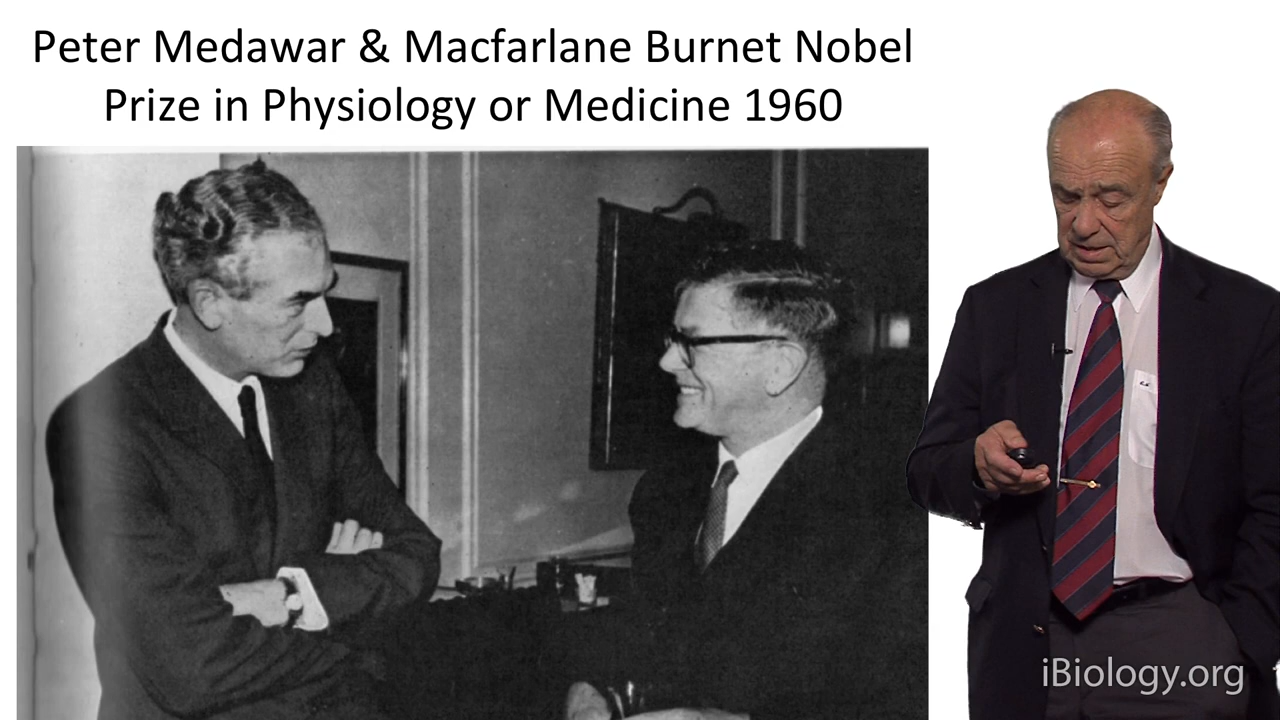 Peter Medawar & Macfarlane Burnet Nobel
Prize in Physiology or Medicine 1960
iBiology.org